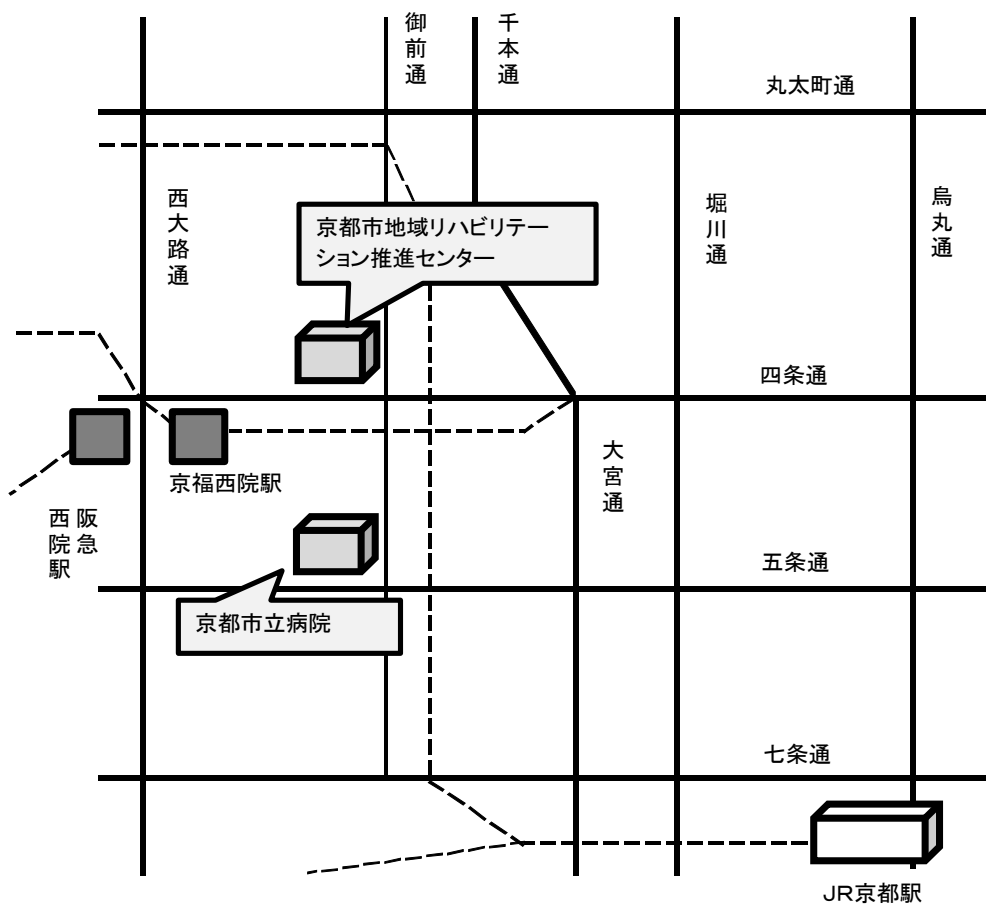 御前通
千本通
丸太町通
西大路通
京都市地域リハビリテー
ション推進センター
堀川通
烏丸通
四条通
京福西院駅
大宮通
阪急
西院駅
五条通
京都市立病院
七条通
ＪＲ京都駅